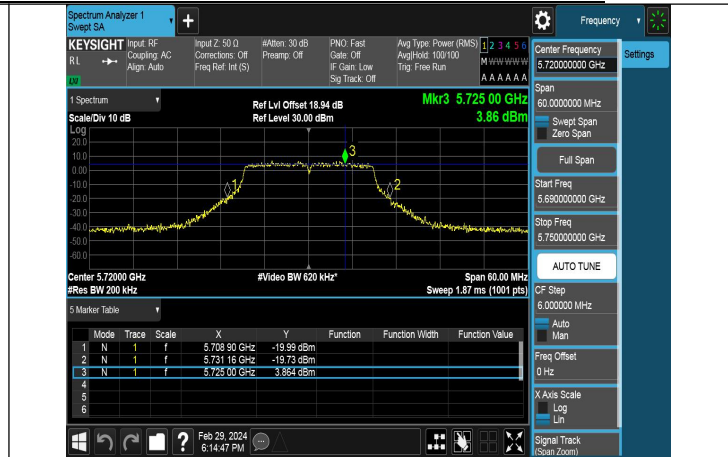 Spectrum Analyzer 1
Swept SA
+
Frequency
KEYSIGHT Input: RF Input Z: 50 Ω #Atten: 30 dB PNO: Fast Avg Type: Power (RMS) 1 2 3 4 5 6
RL Coupling: AC Corrections: Off Preamp: Off Gate: Off Avg|Hold: 100/100 M W W W W W
Align: Auto Freq Ref: Int (S) IF Gain: Low Trig: Free Run
Sig Track: Off A A A A A A
LXI
1 Spectrum
Ref Lvl Offset 18.94 dB Mkr3 5.725 00 GHz
Scale/Div 10 dB Ref Level 30.00 dBm 3.86 dBm
Log
20.0
10.0
0.00
-10.0
-20.0
-30.0
-40.0
-50.0
-60.0
1
2
3
Center 5.72000 GHz #Video BW 620 kHz* Span 60.00 MHz
#Res BW 200 kHz Sweep 1.87 ms (1001 pts)
5 Marker Table
Mode Trace Scale X Y Function Function Width Function Value
1 N 1 f 5.708 90 GHz -19.99 dBm
2 N 1 f 5.731 16 GHz -19.73 dBm
3 N 1 f 5.725 00 GHz 3.864 dBm
4
5
6
?
Feb 29, 2024
6:14:47 PM
Center Frequency
5.720000000 GHz
Settings
Span
60.0000000 MHz
Swept Span
Zero Span
Full Span
Start Freq
5.690000000 GHz
Stop Freq
5.750000000 GHz
AUTO TUNE
CF Step
6.000000 MHz
Auto
Man
Freq Offset
0 Hz
X Axis Scale
Log
Lin
Signal Track
(Span Zoom)